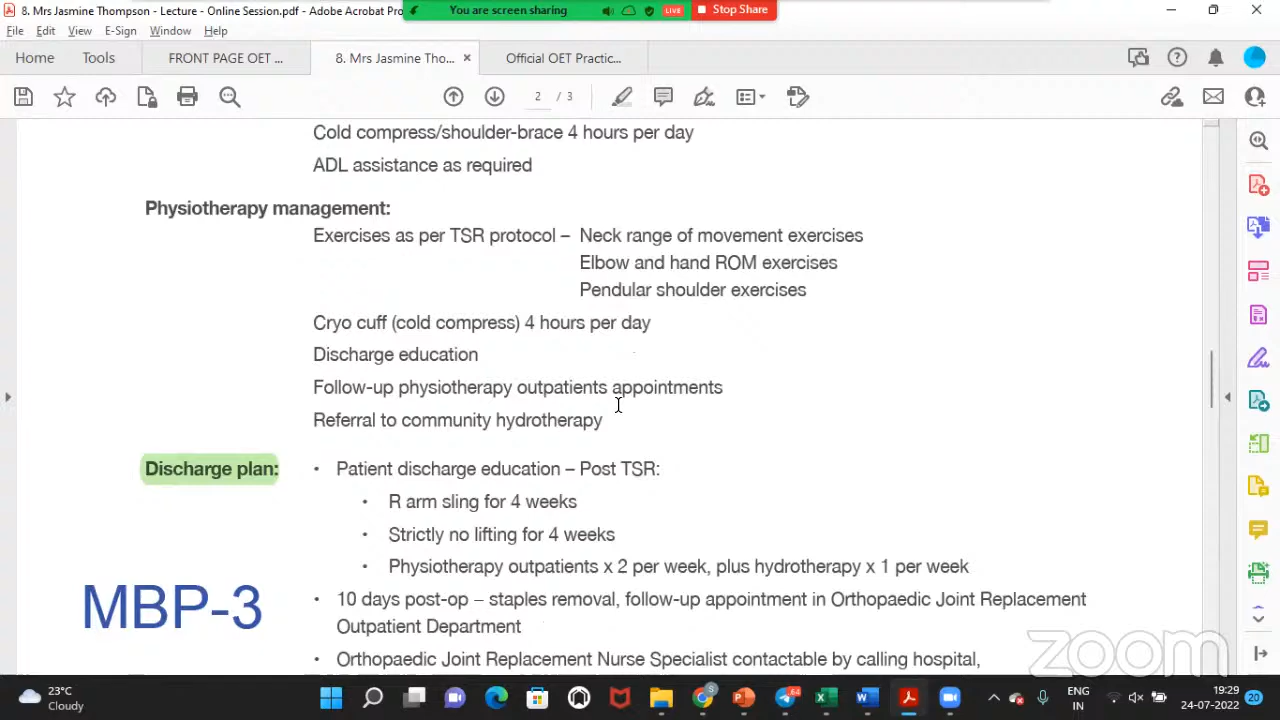 8. Mrs Jasmine Thompson - Lecture - Online Session.pdf - Adobe Acrobat Pro
You are screen sharing
LIVE
Stop Share
File Edit View E-Sign Window Help
Home Tools FRONT PAGE OET ... 8. Mrs Jasmine Tho... × Official OET Practic...
2 / 3
Cold compress/shoulder-brace 4 hours per day
ADL assistance as required
Physiotherapy management:
Exercises as per TSR protocol – Neck range of movement exercises
Elbow and hand ROM exercises
Pendular shoulder exercises
Cryo cuff (cold compress) 4 hours per day
Discharge education
Follow-up physiotherapy outpatients appointments
Referral to community hydrotherapy
Discharge plan: • Patient discharge education – Post TSR:
• R arm sling for 4 weeks
• Strictly no lifting for 4 weeks
• Physiotherapy outpatients x 2 per week, plus hydrotherapy x 1 per week
MBP-3
• 10 days post-op – staples removal, follow-up appointment in Orthopaedic Joint Replacement
Outpatient Department
• Orthopaedic Joint Replacement Nurse Specialist contactable by calling hospital,
zoom
23°C
Cloudy
64
ENG
IN
19:29
24-07-2022
20